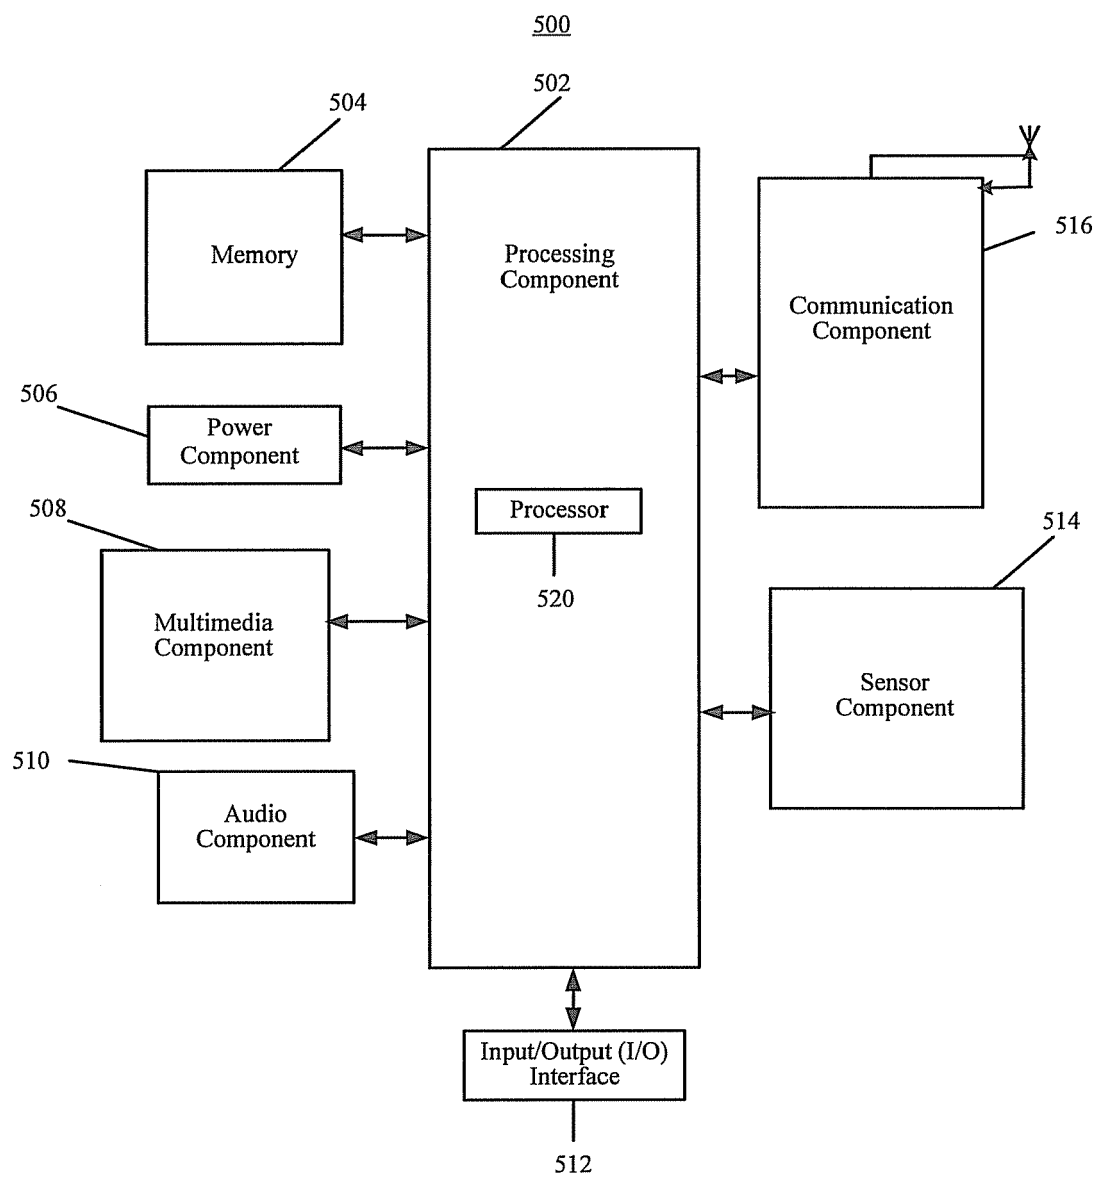 500
502
504
Memory
Processing
Component
516
Communication
Component
506
Power
Component
508
Processor
520
514
Multimedia
Component
Sensor
Component
510
Audio
Component
Input/Output (I/O)
Interface
512